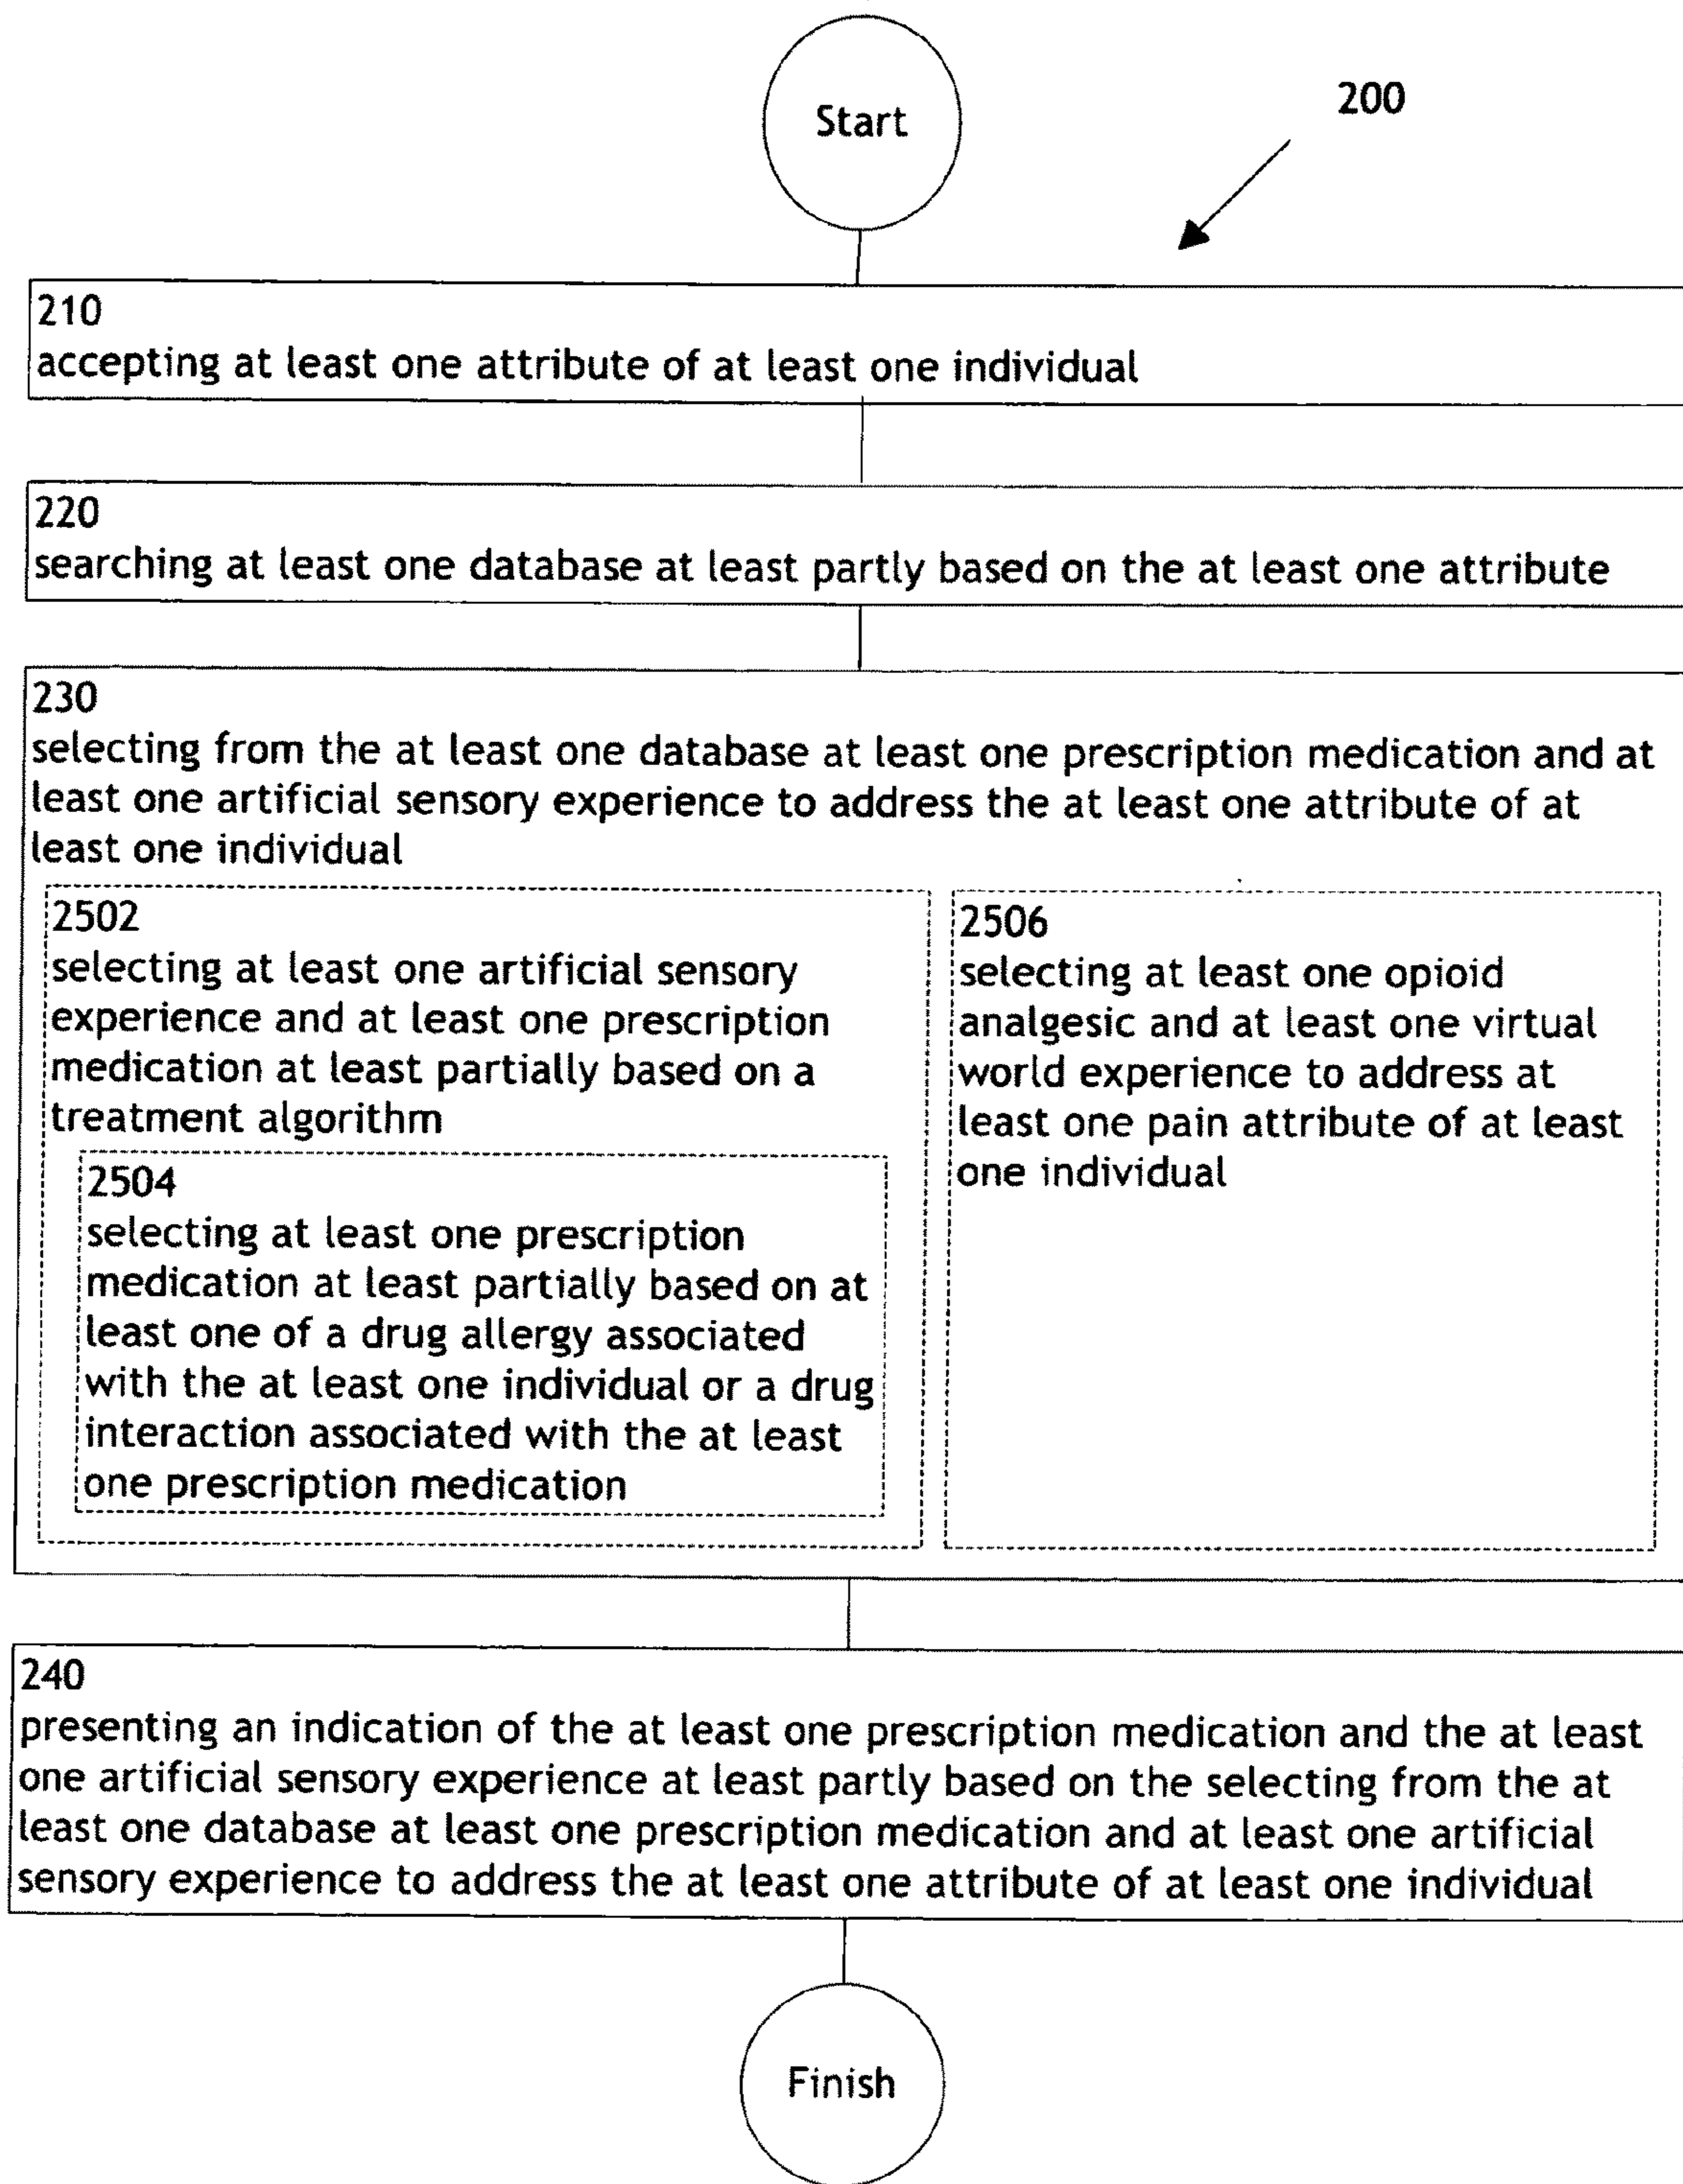 Start
200
210
accepting at least one attribute of at least one individual
220
searching at least one database at least partly based on the at least one attribute
230
selecting from the at least one database at least one prescription medication and at
least one artificial sensory experience to address the at least one attribute of at
least one individual
2502
selecting at least one artificial sensory
experience and at least one prescription
medication at least partially based on a
treatment algorithm
2504
selecting at least one prescription
medication at least partially based on at
least one of a drug allergy associated
with the at least one individual or a drug
interaction associated with the at least
one prescription medication
2506
selecting at least one opioid
analgesic and at least one virtual
world experience to address at
least one pain attribute of at least
one individual
240
presenting an indication of the at least one prescription medication and the at least
one artificial sensory experience at least partly based on the selecting from the at
least one database at least one prescription medication and at least one artificial
sensory experience to address the at least one attribute of at least one individual
Finish